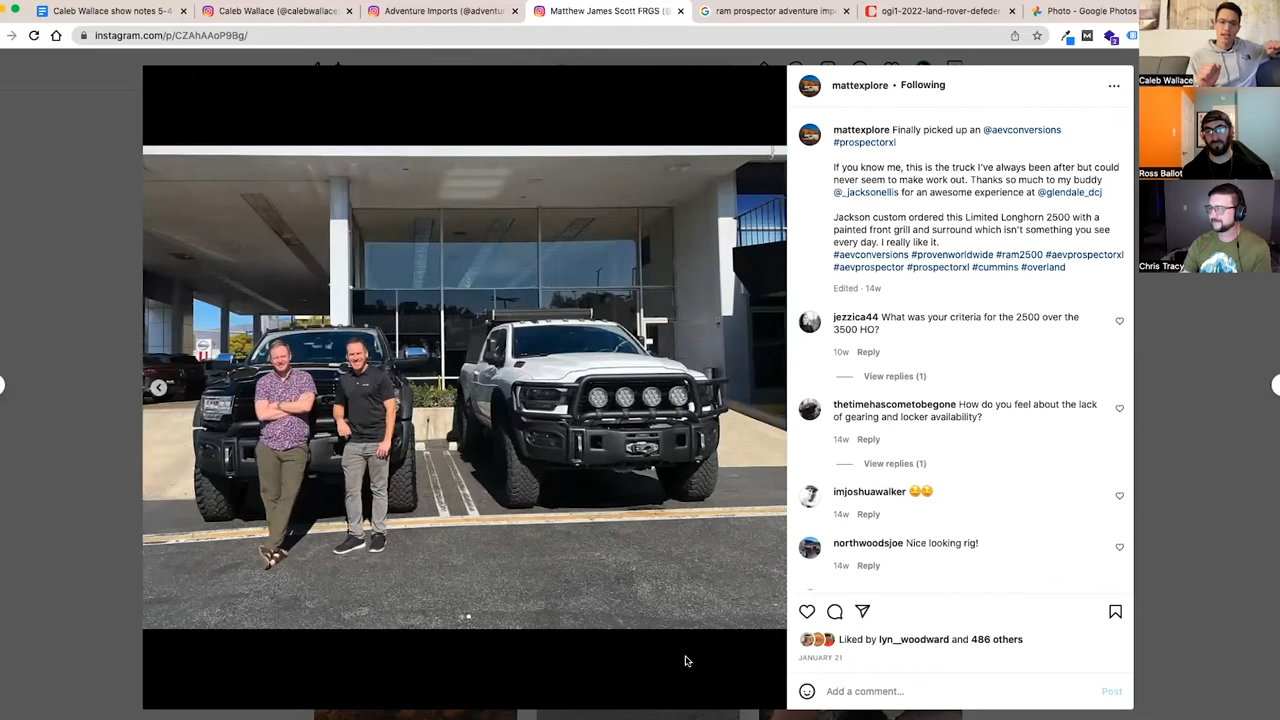 Caleb Wallace show notes 5-4
Caleb Wallace (@calebwallace_
Adventure Imports (@adventur
Matthew James Scott FRGS (
ram prospector adventure imp
ogi1-2022-land-rover-defeder
Photo - Google Photos
instagram.com/p/CZAhAAoP9Bg/
Caleb Wallace
Ross Ballot
Chris Tracy
mattexplore • Following
mattexplore Finally picked up an @aevconversions
#prospectorxl
If you know me, this is the truck I've always been after but could
never seem to make work out. Thanks so much to my buddy
@_jacksonellis for an awesome experience at @glendale_dcj
Jackson custom ordered this Limited Longhorn 2500 with a
painted front grill and surround which isn't something you see
every day. I really like it.
#aevconversions #provenworldwide #ram2500 #aevprospectorxl
#aevprospector #prospectorxl #cummins #overland
Edited · 14w
jezzica44 What was your criteria for the 2500 over the
3500 HO?
10w Reply
View replies (1)
thetimehascometobegone How do you feel about the lack
of gearing and locker availability?
14w Reply
View replies (1)
imjoshuawalker 😏😏
14w Reply
northwoodsjoe Nice looking rig!
14w Reply
Liked by lyn__woodward and 486 others
JANUARY 21
Add a comment...
Post